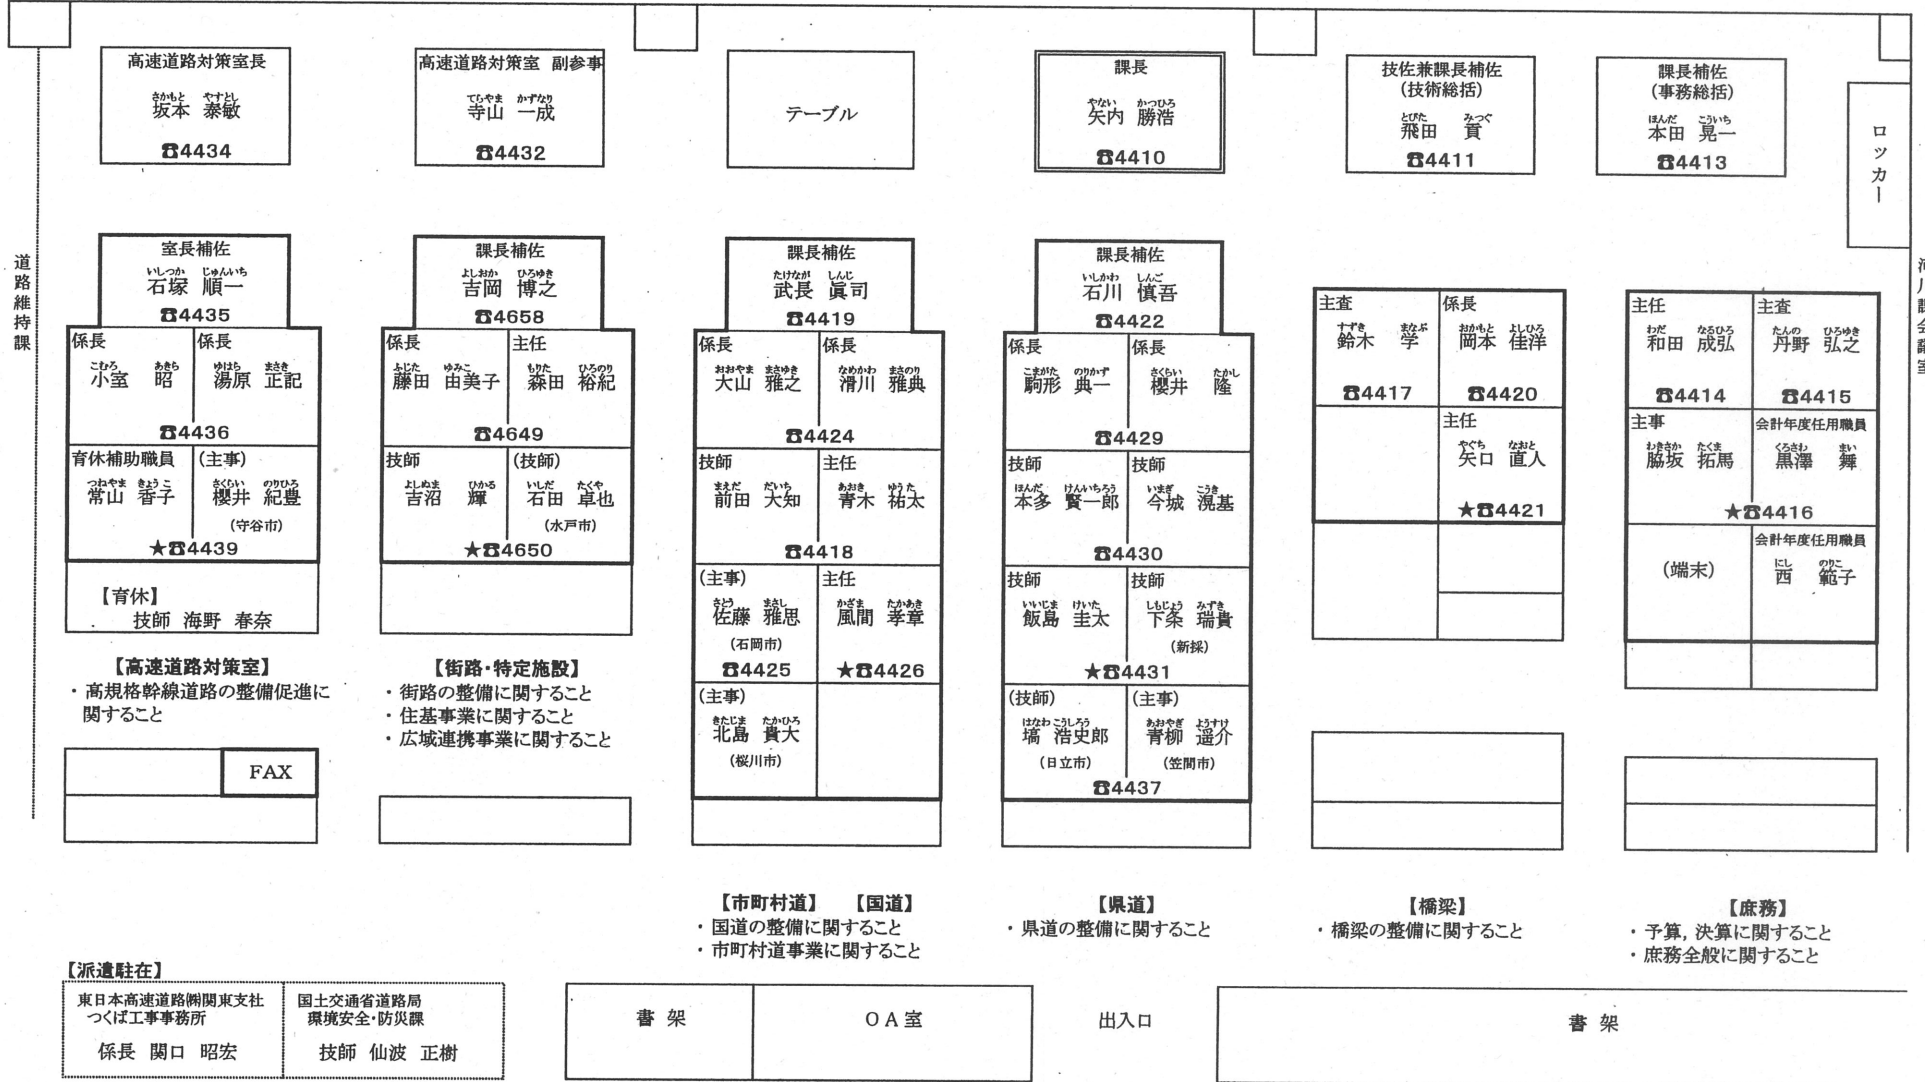 高速道路対策室長
さかもと やすとし
坂本 泰敏
☎4434
高速道路対策室 副参事
てらやま かずなり
寺山 一成
☎4432
テーブル
課長
やない かつひろ
矢内 勝浩
☎4410
技佐兼課長補佐
(技術総括)
とびた みつぐ
飛田 貢
☎4411
課長補佐
(事務総括)
ほんだ こういち
本田 晃一
☎4413
ロッカー
道路維持課
河川課会議室
室長補佐
いしつか じゅんいち
石塚 順一
☎4435
係長 係長
こむろ あきら ゆはら まさき
小室 昭 湯原 正記
☎4436
育休補助職員 (主事)
つねやま きょうこ さくらい のりひろ
常山 香子 櫻井 紀豊
(守谷市)
★☎4439
【育休】
技師 海野 春奈
【高速道路対策室】
・高規格幹線道路の整備促進に
関すること
FAX
課長補佐
よしおか ひろゆき
吉岡 博之
☎4658
係長 主任
ふじた ゆみこ もりた ひろのり
藤田 由美子 森田 裕紀
☎4649
技師 (技師)
よしぬま ひかる いしだ たくや
吉沼 輝 石田 卓也
(水戸市)
★☎4650
【街路・特定施設】
・街路の整備に関すること
・住基事業に関すること
・広域連携事業に関すること
課長補佐
たけなが しんじ
武長 眞司
☎4419
係長 係長
おおやま まさゆき なめかわ まさのり
大山 雅之 滑川 雅典
☎4424
技師 主任
まえだ だいち あおき ゆうた
前田 大知 青木 祐太
☎4418
(主事) 主任
さとう まさし かざま たかあき
佐藤 雅思 風間 孝章
(石岡市)
☎4425 ★☎4426
(主事)
きたじま たかひろ
北島 貴大
(桜川市)
【市町村道】 【国道】
・国道の整備に関すること
・市町村道事業に関すること
課長補佐
いしかわ しんご
石川 慎吾
☎4422
係長 係長
こまがた のりかず さくらい たかし
駒形 典一 櫻井 隆
☎4429
技師 技師
ほんだ けんいちろう いまぎ こうき
本多 賢一郎 今城 滉基
☎4430
技師 技師
いいじま けいた しもじょう みずき
飯島 圭太 下条 瑞貴
(新採)
★☎4431
(技師) (主事)
はなわ こうしろう あおやぎ ようすけ
塙 浩史郎 青柳 遥介
(日立市) (笠間市)
☎4437
【県道】
・県道の整備に関すること
主査 係長
すずき まなぶ おかもと よしひろ
鈴木 学 岡本 佳洋
☎4417 ☎4420
主任
やぐち なおと
矢口 直人
★☎4421
【橋梁】
・橋梁の整備に関すること
主任 主査
わだ なるひろ たんの ひろゆき
和田 成弘 丹野 弘之
☎4414 ☎4415
主事 会計年度任用職員
わきさか たくま くろさわ まい
脇坂 拓馬 黒澤 舞
★☎4416
会計年度任用職員
(端末)
にし のりこ
西 範子
【庶務】
・予算, 決算に関すること
・庶務全般に関すること
【派遣駐在】
東日本高速道路㈱関東支社
つくば工事事務所
係長 関口 昭宏
国土交通省道路局
環境安全・防災課
技師 仙波 正樹
書 架
OA室
出入口
書 架